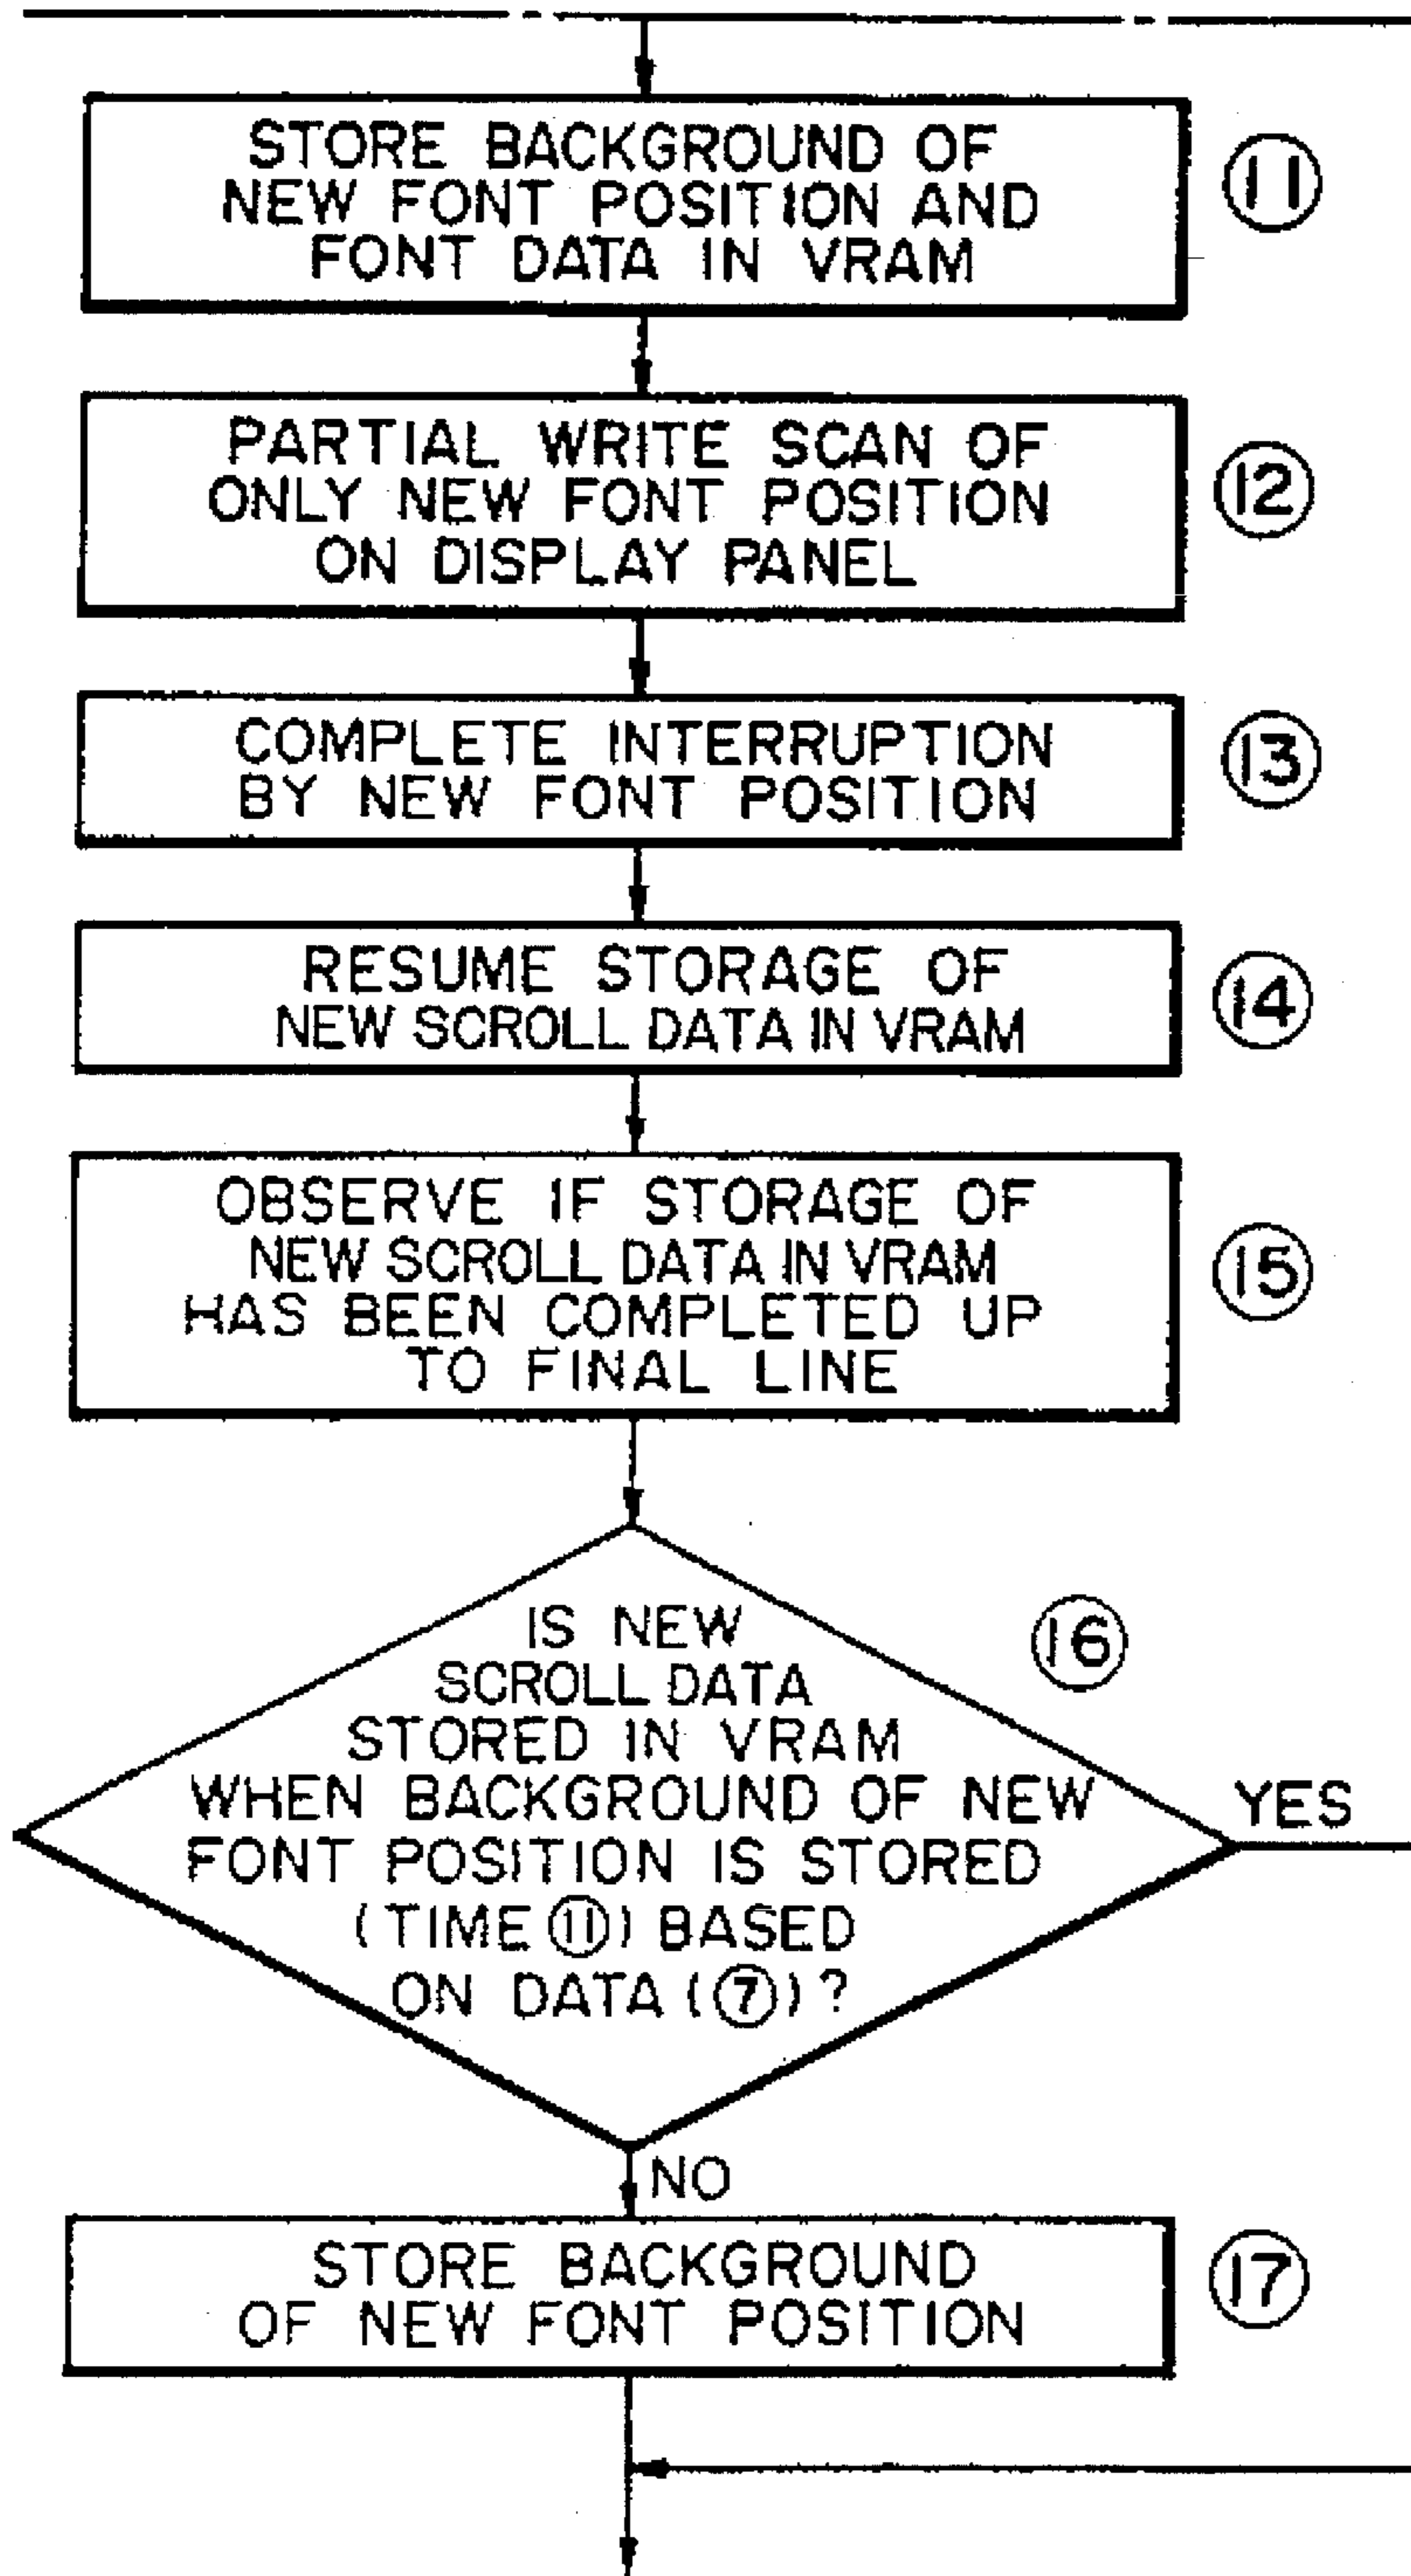 STORE BACKGROUND OF
NEW FONT POSITION AND
FONT DATA IN VRAM
11
PARTIAL WRITE SCAN OF
ONLY NEW FONT POSITION
ON DISPLAY PANEL
12
COMPLETE INTERRUPTION
BY NEW FONT POSITION
13
RESUME STORAGE OF
NEW SCROLL DATA IN VRAM
14
OBSERVE IF STORAGE OF
NEW SCROLL DATA IN VRAM
HAS BEEN COMPLETED UP
TO FINAL LINE
15
IS NEW
SCROLL DATA
STORED IN VRAM
WHEN BACKGROUND OF NEW
FONT POSITION IS STORED
(TIME ⑪) BASED
ON DATA (⑦)?
16
YES
NO
STORE BACKGROUND
OF NEW FONT POSITION
17